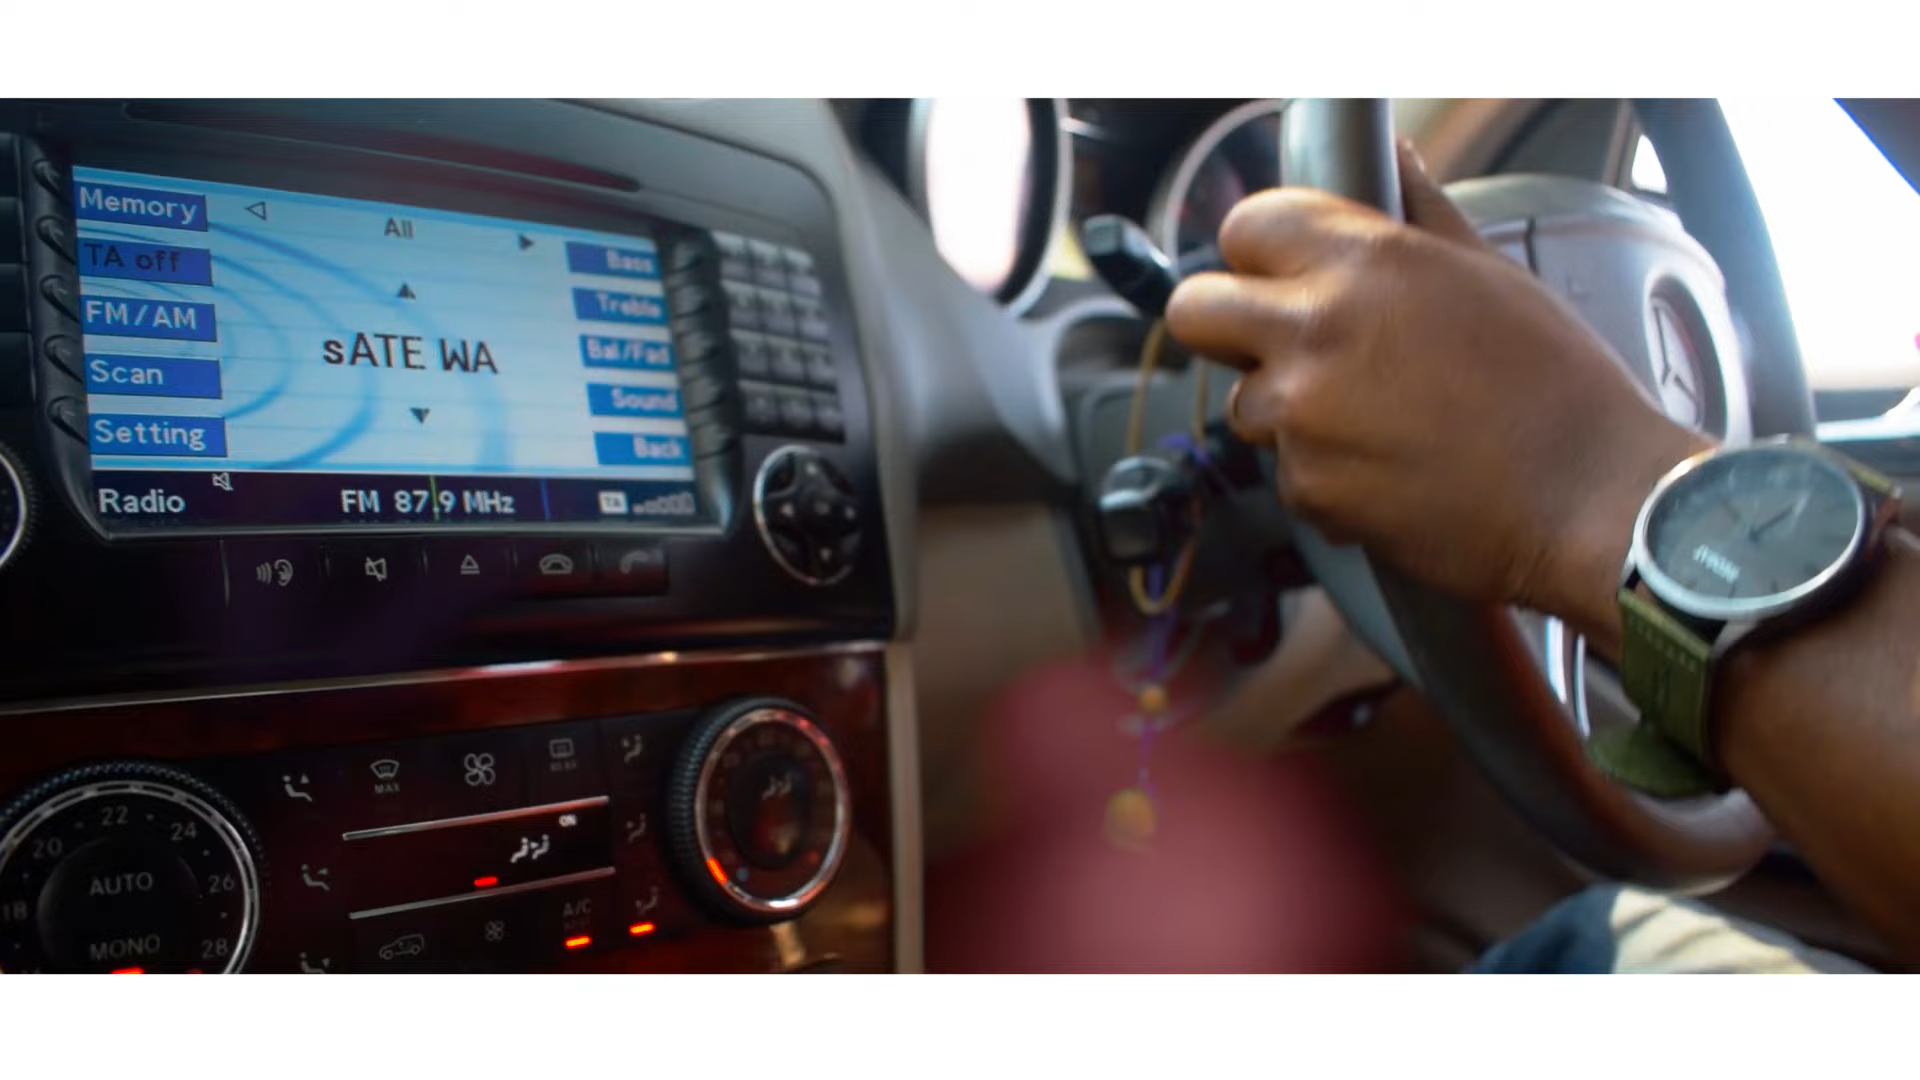 Memory
All
TA off
Bass
FM/AM
Treble
sATE WA
Bal/Fad
Scan
Sound
Setting
Back
Radio
FM 87.9 MHz
TA
MAX
REAR
ON
22
20
24
AUTO
26
18
A/C
MONO
28